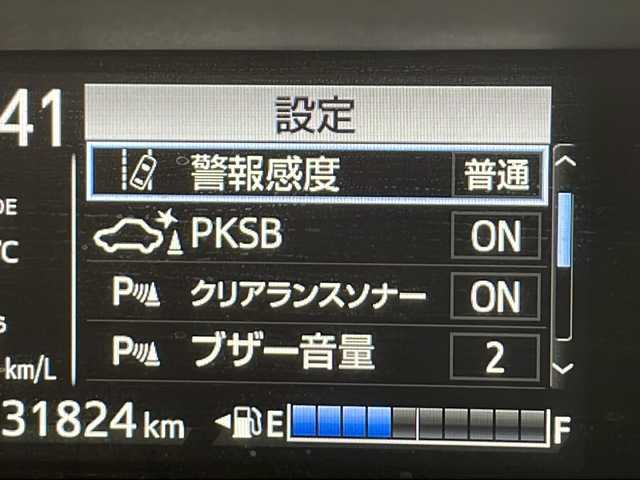 41
設定
警報感度 普通
PKSB ON
P クリアランスソナー ON
P ブザー音量 2
km/L
31824 km E F